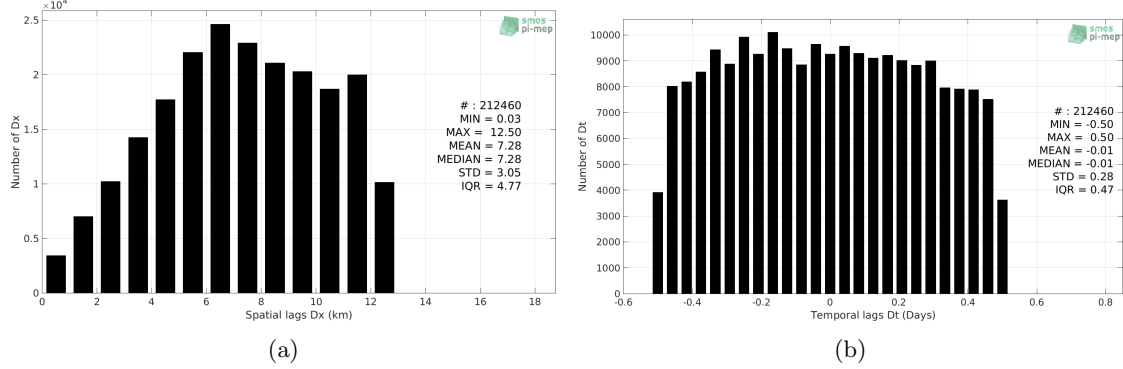 ×10⁴
2.5
2
1.5
1
0.5
0
Number of Dx
0 2 4 6 8 10 12 14 16 18
Spatial lags Dx (km)
smos
pi-mep
# : 212460
MIN = 0.03
MAX = 12.50
MEAN = 7.28
MEDIAN = 7.28
STD = 3.05
IQR = 4.77
(a)
10000
9000
8000
7000
6000
5000
4000
3000
2000
1000
0
Number of Dt
-0.6 -0.4 -0.2 0 0.2 0.4 0.6 0.8
Temporal lags Dt (Days)
smos
pi-mep
# : 212460
MIN = -0.50
MAX = 0.50
MEAN = -0.01
MEDIAN = -0.01
STD = 0.28
IQR = 0.47
(b)